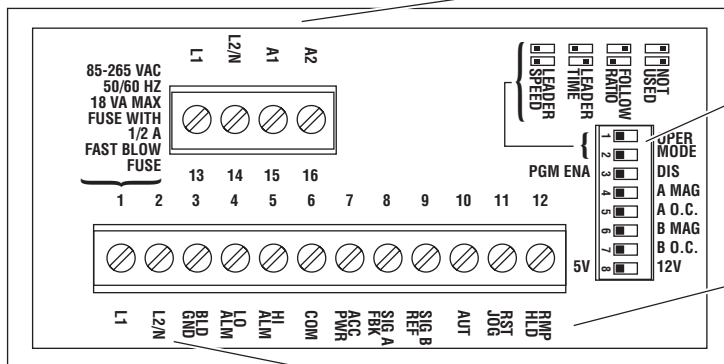 L1 L2/N A1 A2
85-265 VAC
50/60 HZ
18 VA MAX
FUSE WITH
1/2 A
FAST BLOW
FUSE
13 14 15 16
LEADER SPEED
LEADER TIME
FOLLOW RATIO
NOT USED
1 OPER
2 MODE
PGM ENA 3 DIS
4 A MAG
5 A O.C.
6 B MAG
7 B O.C.
5V 8 12V
1 2 3 4 5 6 7 8 9 10 11 12
L1
L2/N
BLD GND
LO ALM
HI ALM
COM
ACC PWR
SIG A FBK
SIG B REF
AUT
RST JOG
RMP HLD